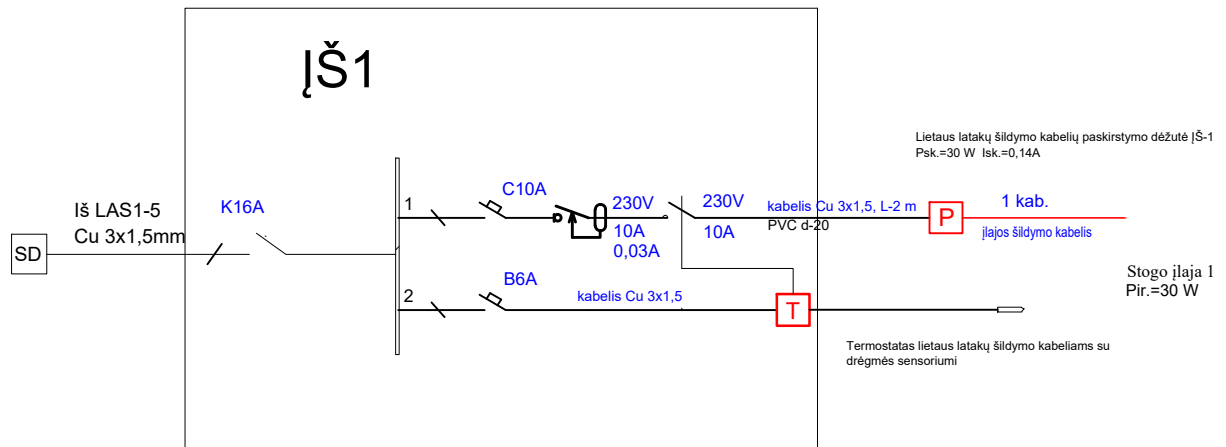 ĮŠ1
Lietaus latakų šildymo kabelių paskirstymo dėžutė ĮŠ-1
Psk.=30 W Isk.=0,14A
Iš LAS1-5
Cu 3x1,5mm
SD
K16A
1
C10A
230V
10A
0,03A
230V
10A
kabelis Cu 3x1,5, L-2 m
PVC d-20
P
1 kab.
įlajos šildymo kabelis
Stogo įlaja 1
Pir.=30 W
2
B6A
kabelis Cu 3x1,5
T
Termostatas lietaus latakų šildymo kabeliams su
drėgmės sensoriumi